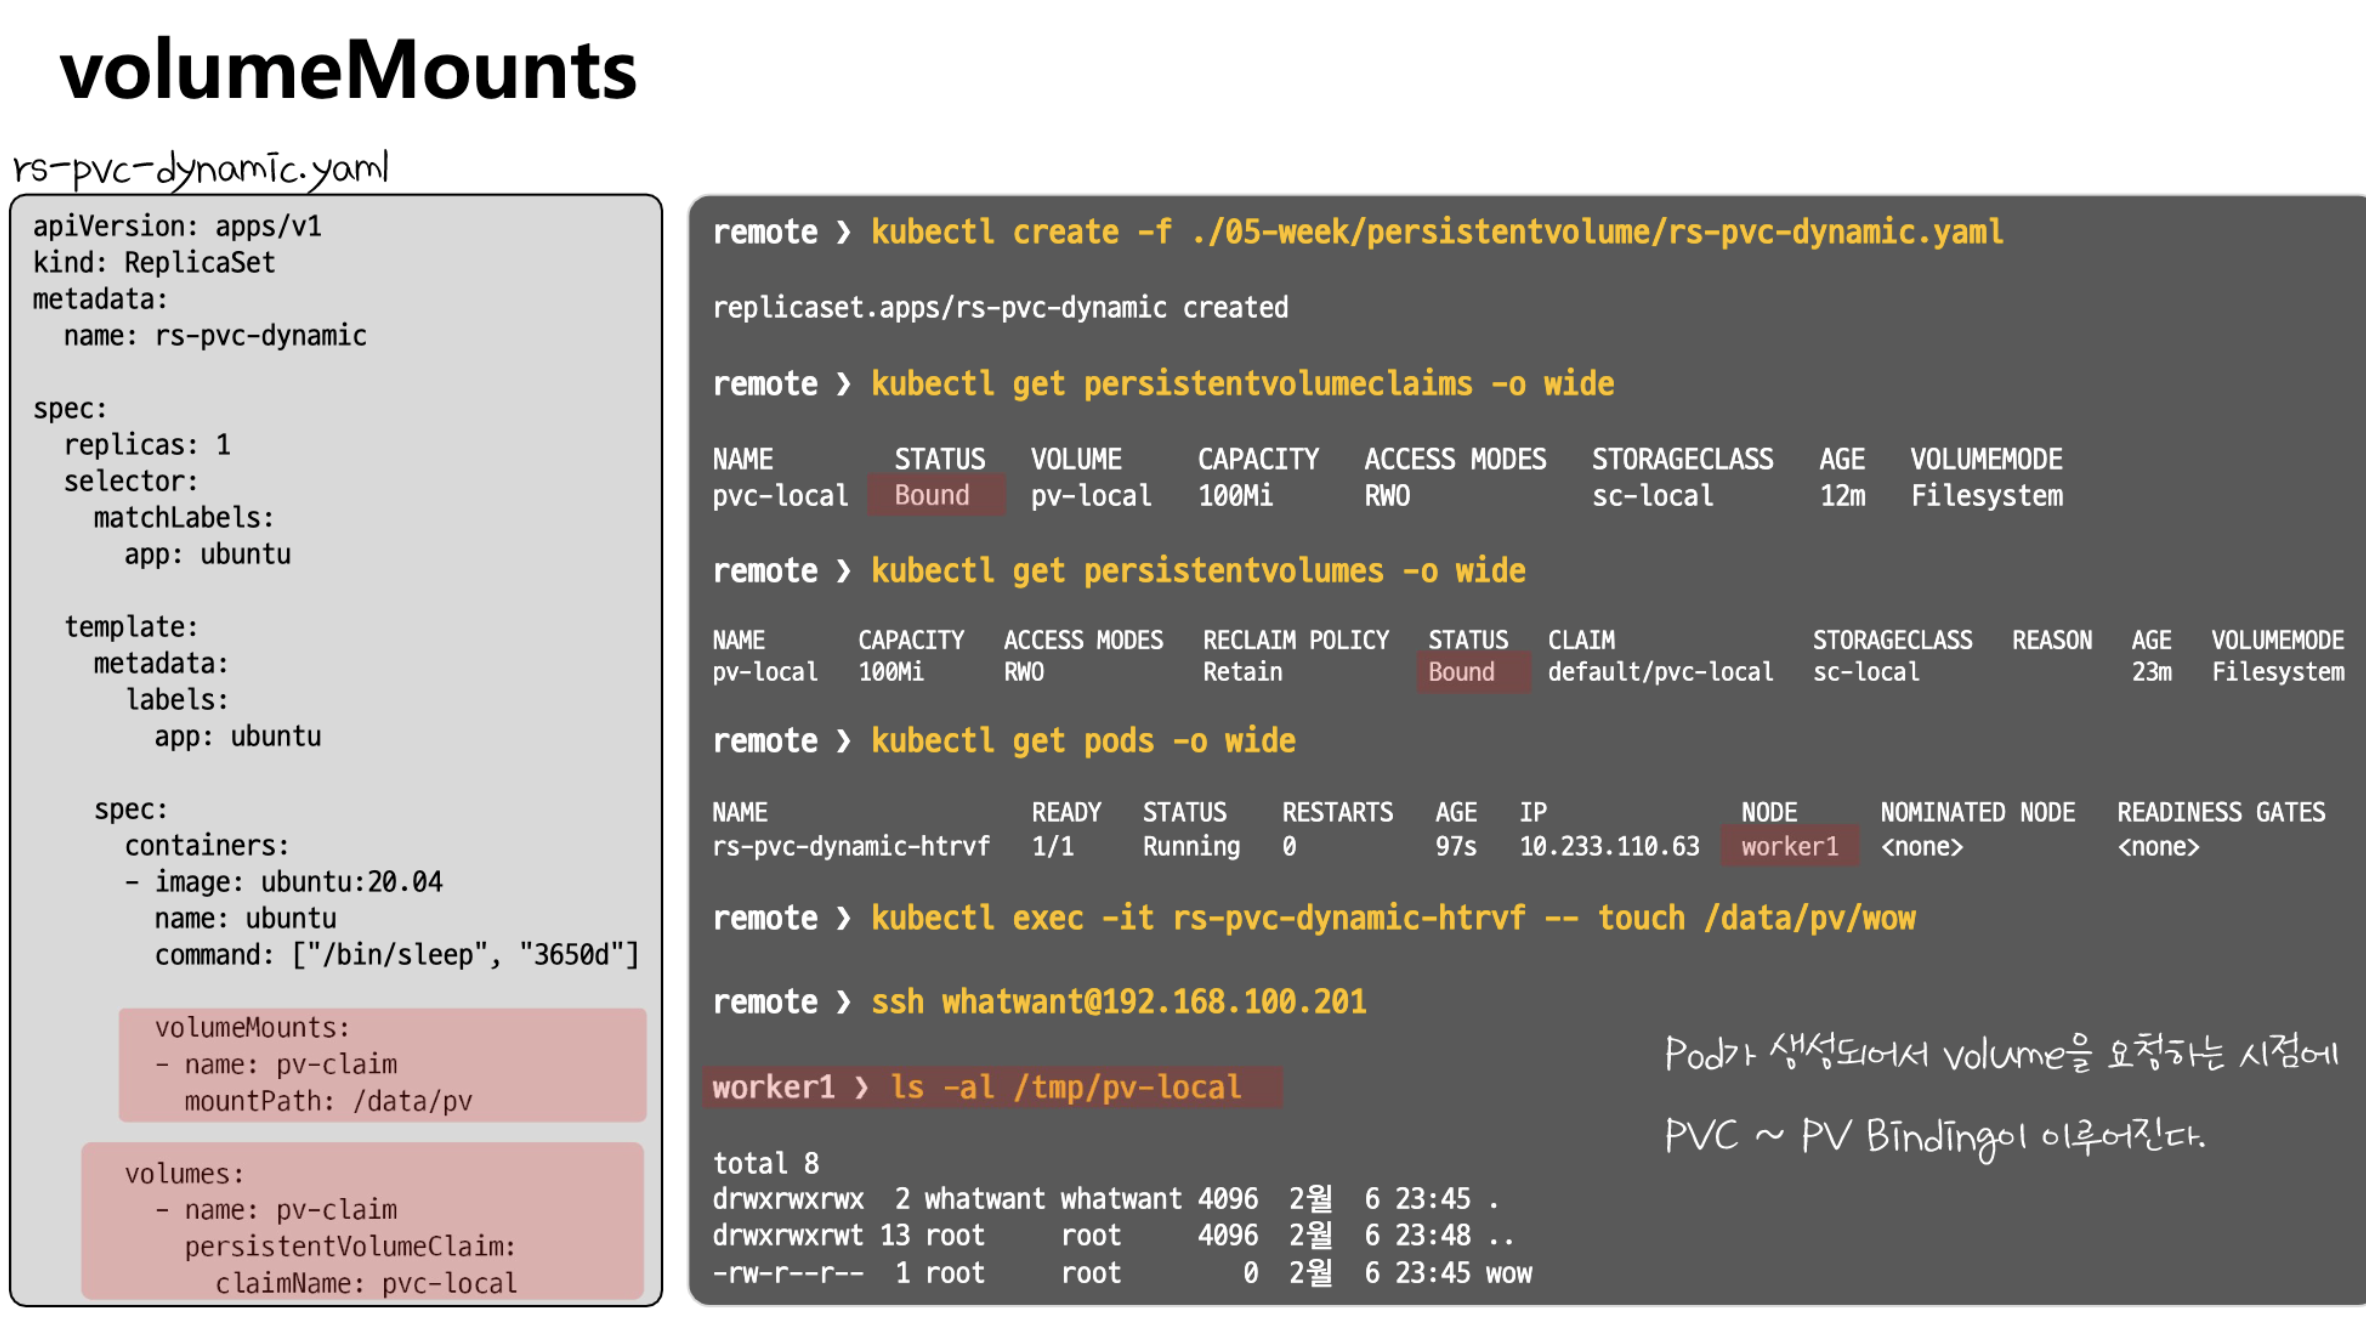 volumeMounts
rs-pvc-dynamic.yaml
apiVersion: apps/v1
kind: ReplicaSet
metadata:
  name: rs-pvc-dynamic
spec:
  replicas: 1
  selector:
    matchLabels:
      app: ubuntu
  template:
    metadata:
      labels:
        app: ubuntu
    spec:
      containers:
      - image: ubuntu:20.04
        name: ubuntu
        command: ["/bin/sleep", "3650d"]
        volumeMounts:
        - name: pv-claim
          mountPath: /data/pv
      volumes:
        - name: pv-claim
          persistentVolumeClaim:
            claimName: pvc-local
remote ❯ kubectl create -f ./05-week/persistentvolume/rs-pvc-dynamic.yaml
replicaset.apps/rs-pvc-dynamic created
remote ❯ kubectl get persistentvolumeclaims -o wide
NAME        STATUS   VOLUME     CAPACITY   ACCESS MODES   STORAGECLASS   AGE   VOLUMEMODE
pvc-local   Bound    pv-local   100Mi      RWO            sc-local       12m   Filesystem
remote ❯ kubectl get persistentvolumes -o wide
NAME       CAPACITY   ACCESS MODES   RECLAIM POLICY   STATUS   CLAIM               STORAGECLASS   REASON   AGE   VOLUMEMODE
pv-local   100Mi      RWO            Retain           Bound    default/pvc-local   sc-local                23m   Filesystem
remote ❯ kubectl get pods -o wide
NAME                   READY   STATUS    RESTARTS   AGE   IP              NODE      NOMINATED NODE   READINESS GATES
rs-pvc-dynamic-htrvf   1/1     Running   0          97s   10.233.110.63   worker1   <none>           <none>
remote ❯ kubectl exec -it rs-pvc-dynamic-htrvf -- touch /data/pv/wow
remote ❯ ssh whatwant@192.168.100.201
worker1 ❯ ls -al /tmp/pv-local
total 8
drwxrwxrwx  2 whatwant whatwant 4096  2월  6 23:45 .
drwxrwxrwt 13 root     root     4096  2월  6 23:48 ..
-rw-r--r--  1 root     root        0  2월  6 23:45 wow
Pod가 생성되어서 volume을 요청하는 시점에
PVC ~ PV Binding이 이루어진다.